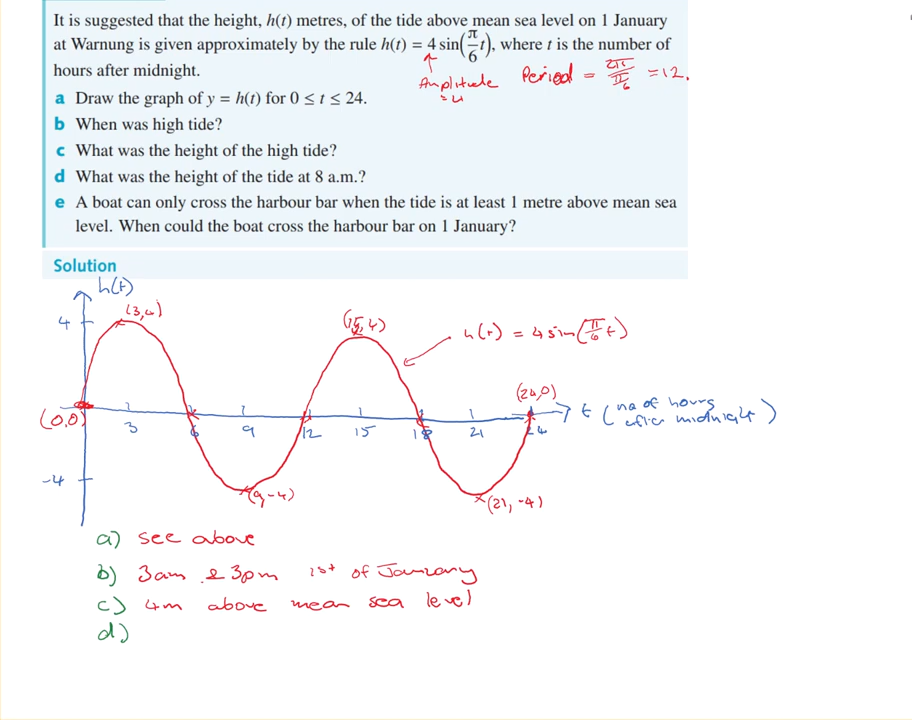 It is suggested that the height, h(t) metres, of the tide above mean sea level on 1 January
at Warnung is given approximately by the rule h(t) = 4 sin(π/6 t), where t is the number of
hours after midnight.
Amplitude = 4
Period = 2π / π/6 = 12.
a Draw the graph of y = h(t) for 0 ≤ t ≤ 24.
b When was high tide?
c What was the height of the high tide?
d What was the height of the tide at 8 a.m.?
e A boat can only cross the harbour bar when the tide is at least 1 metre above mean sea
level. When could the boat cross the harbour bar on 1 January?
Solution
h(t)
4
(3,4)
(15,4)
h(t) = 4 sin(π/6 t)
(24,0)
(0,0)
3
6
9
12
15
18
21
24
t (no of hours
after midnight)
-4
(9,-4)
(21,-4)
a) see above
b) 3am & 3pm 1st of January
c) 4m above mean sea level
d)